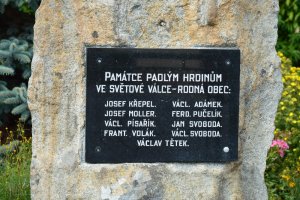 PAMÁTCE PADLÝM HRDINŮM
VE SVĚTOVÉ VÁLCE-RODNÁ OBEC:
JOSEF KŘEPEL. VÁCL. ADÁMEK.
JOSEF MOLLER. FERD. PUČELÍK.
VÁCL. PÍSAŘÍK. JAN SVOBODA.
FRANT. VOLÁK. VÁCL. SVOBODA.
VÁCLAV TĚTEK.